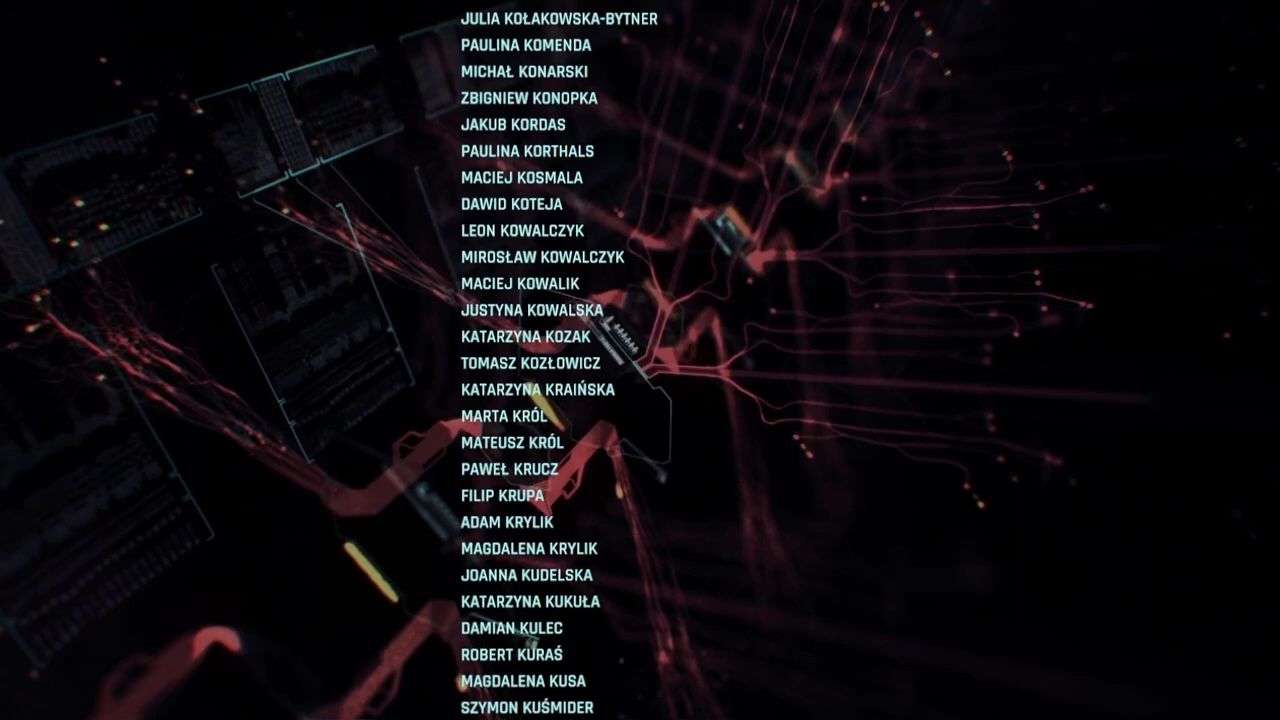 JULIA KOŁAKOWSKA-BYTNER
PAULINA KOMENDA
MICHAŁ KONARSKI
ZBIGNIEW KONOPKA
JAKUB KORDAS
PAULINA KORTHALS
MACIEJ KOSMALA
DAWID KOTEJA
LEON KOWALCZYK
MIROSŁAW KOWALCZYK
MACIEJ KOWALIK
JUSTYNA KOWALSKA
KATARZYNA KOZAK
TOMASZ KOZŁOWICZ
KATARZYNA KRAIŃSKA
MARTA KRÓL
MATEUSZ KRÓL
PAWEŁ KRUCZ
FILIP KRUPA
ADAM KRYLIK
MAGDALENA KRYLIK
JOANNA KUDELSKA
KATARZYNA KUKUŁA
DAMIAN KULEC
ROBERT KURAŚ
MAGDALENA KUSA
SZYMON KUŚMIDER